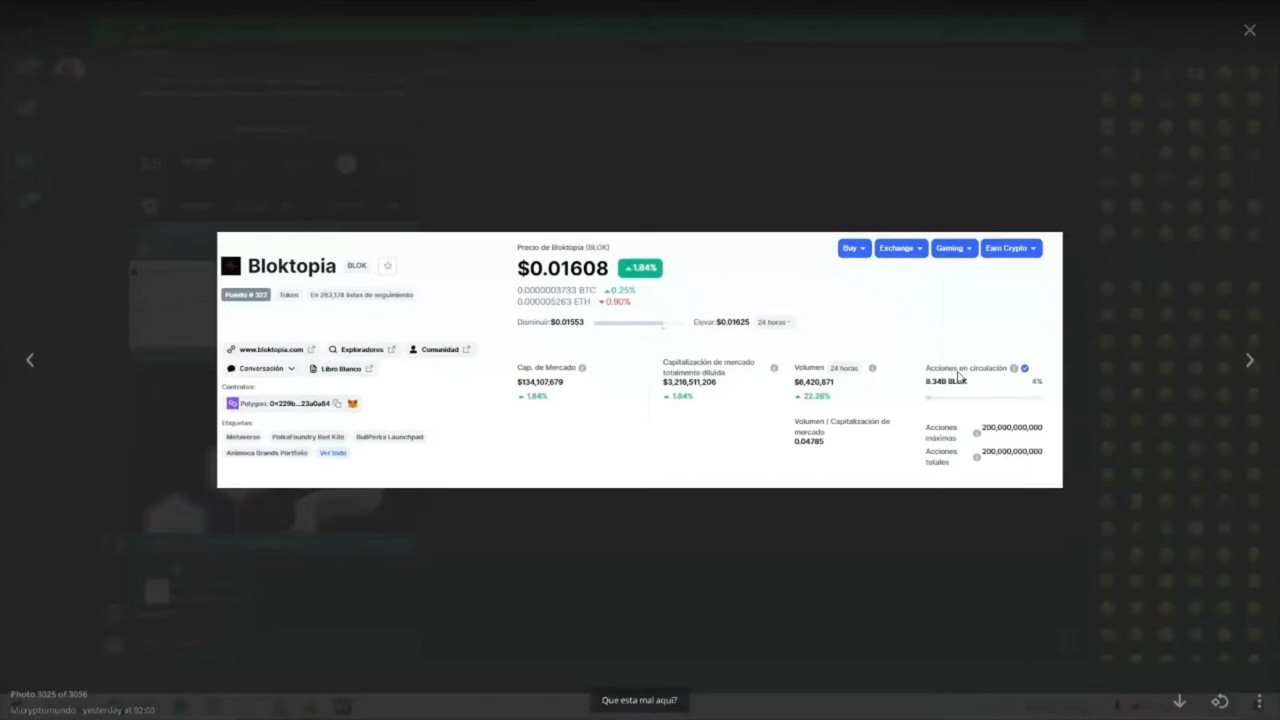 Precio de Bloktopia (BLOK)
Bloktopia BLOK
$0.01608 1.84%
Buy Exchange Gaming Earn Crypto
Puesto # 322 Token En 263,174 listas de seguimiento
0.0000003733 BTC 0.25%
0.000005263 ETH 0.90%
Disminuir:$0.01553 Elevar:$0.01625 24 horas
www.bloktopia.com Exploradores Comunidad
Conversación Libro Blanco
Contratos:
Polygon: 0x229b...23a0a84
Etiquetas:
Metaverse PolkaFoundry Red Kite BullPerks Launchpad
Animoca Brands Portfolio Ver todo
Cap. de Mercado
$134,107,679
1.84%
Capitalización de mercado
totalmente diluida
$3,216,511,206
1.84%
Volumen 24 horas
$6,420,871
22.28%
Volumen / Capitalización de
mercado
0.04785
Acciones en circulación
8.34B BLOK 4%
Acciones
máximas
200,000,000,000
Acciones
totales
200,000,000,000
Photo 3025 of 3056
Micryptomundo yesterday at 02:03
Que esta mal aqui?